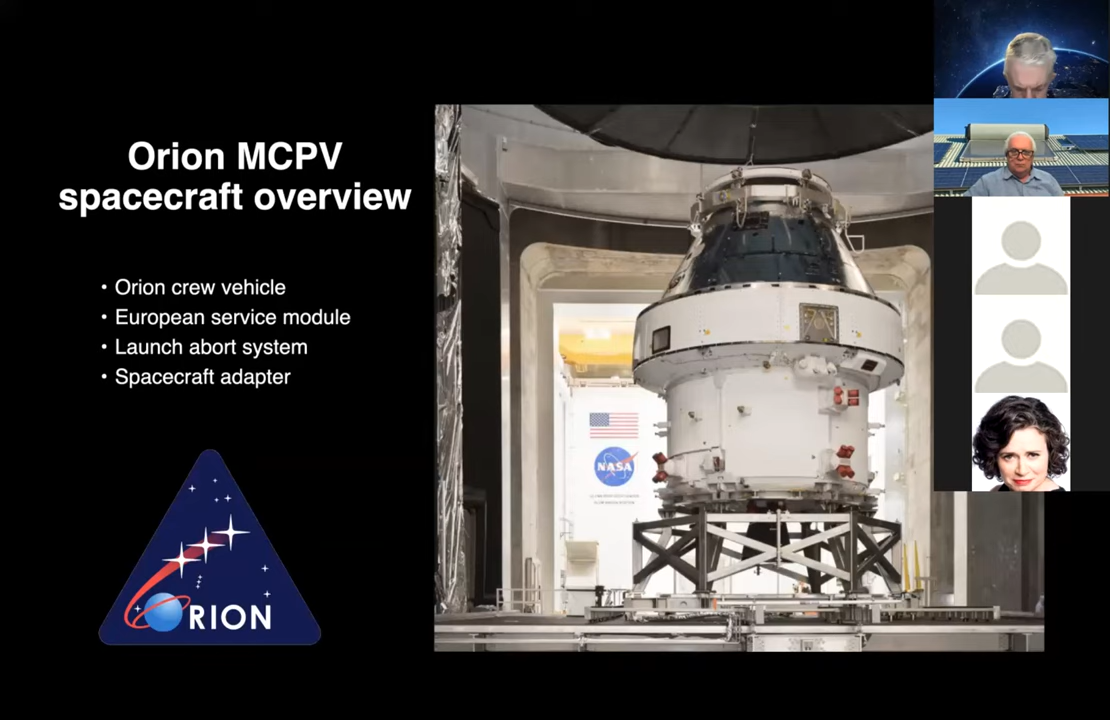 Orion MCPV
spacecraft overview
• Orion crew vehicle
• European service module
• Launch abort system
• Spacecraft adapter
ORION
NASA